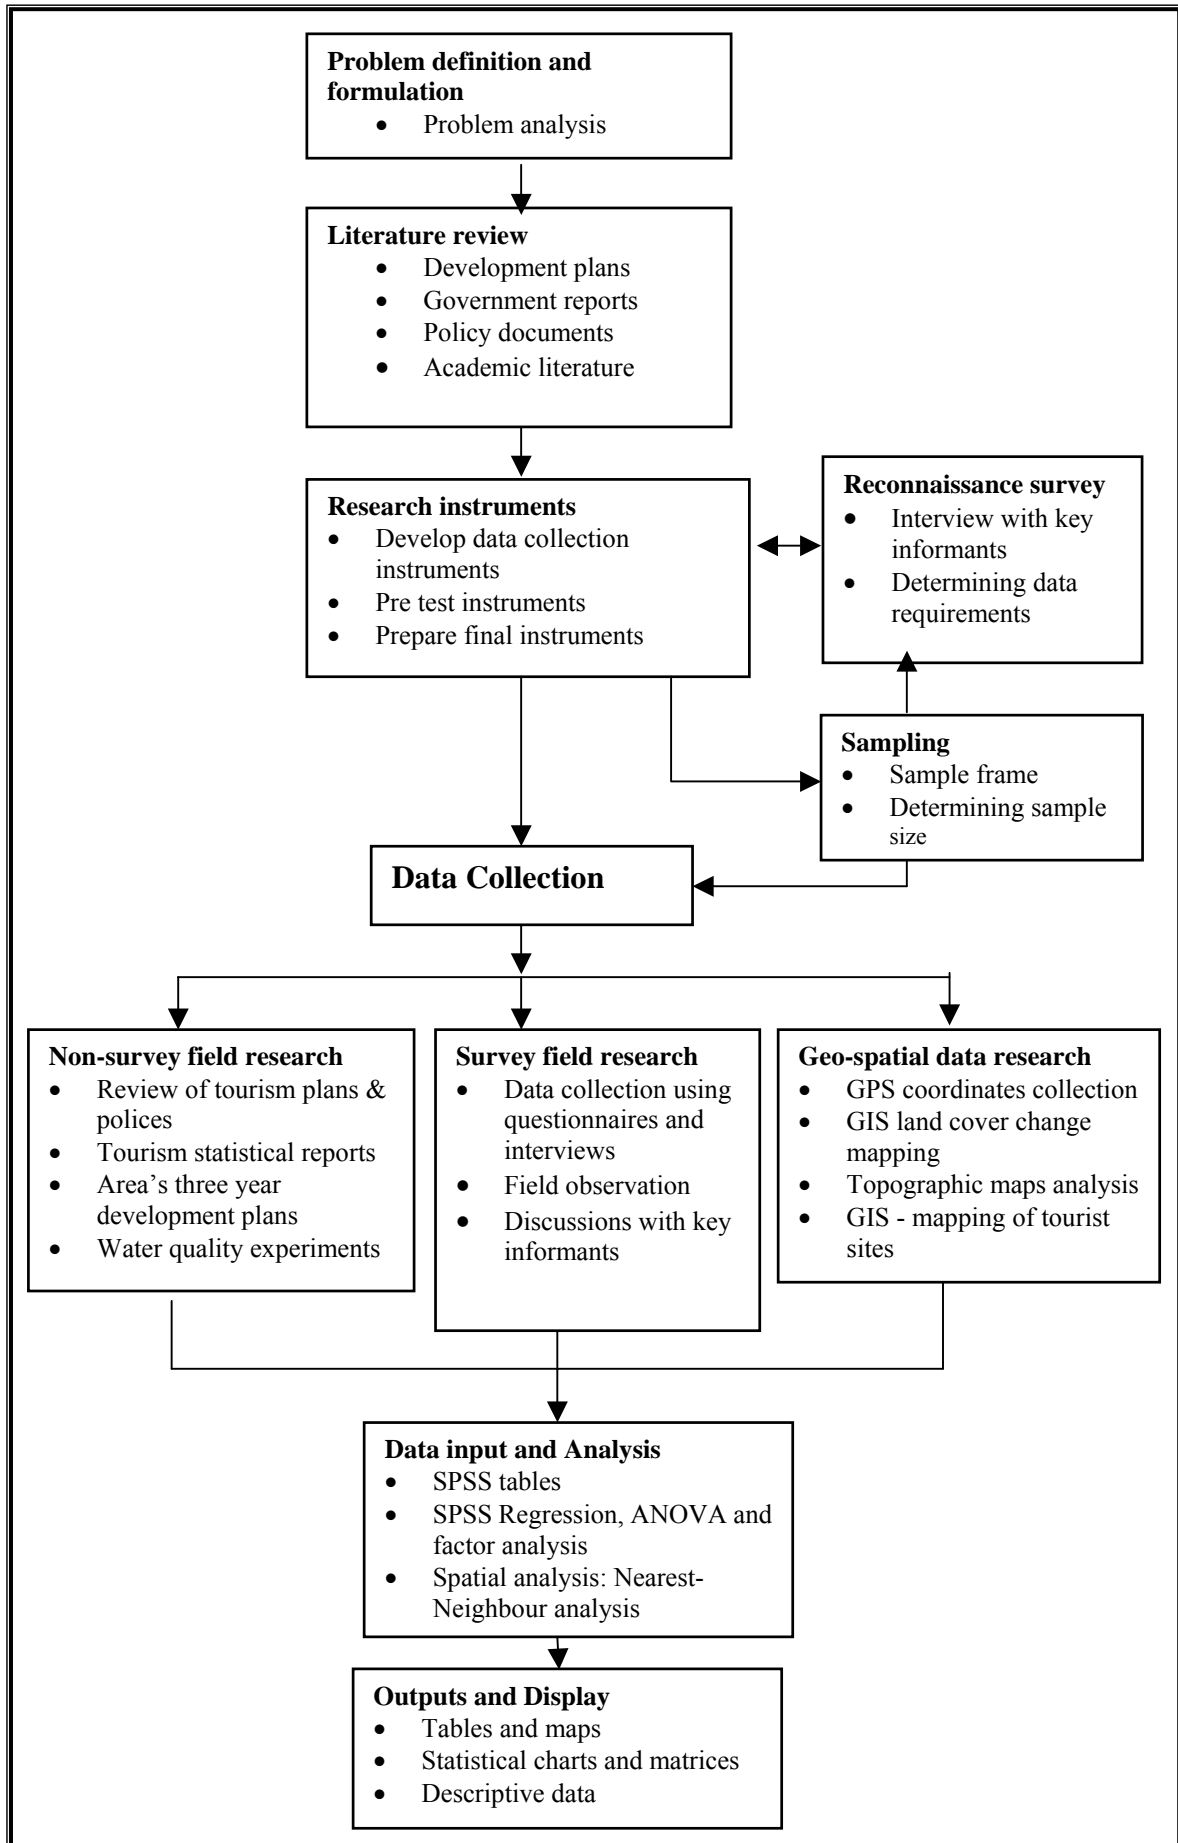 Problem definition and
formulation
• Problem analysis
Literature review
• Development plans
• Government reports
• Policy documents
• Academic literature
Research instruments
• Develop data collection
instruments
• Pre test instruments
• Prepare final instruments
Reconnaissance survey
• Interview with key
informants
• Determining data
requirements
Sampling
• Sample frame
• Determining sample
size
Data Collection
Non-survey field research
• Review of tourism plans &
polices
• Tourism statistical reports
• Area's three year
development plans
• Water quality experiments
Survey field research
• Data collection using
questionnaires and
interviews
• Field observation
• Discussions with key
informants
Geo-spatial data research
• GPS coordinates collection
• GIS land cover change
mapping
• Topographic maps analysis
• GIS - mapping of tourist
sites
Data input and Analysis
• SPSS tables
• SPSS Regression, ANOVA and
factor analysis
• Spatial analysis: Nearest-
Neighbour analysis
Outputs and Display
• Tables and maps
• Statistical charts and matrices
• Descriptive data